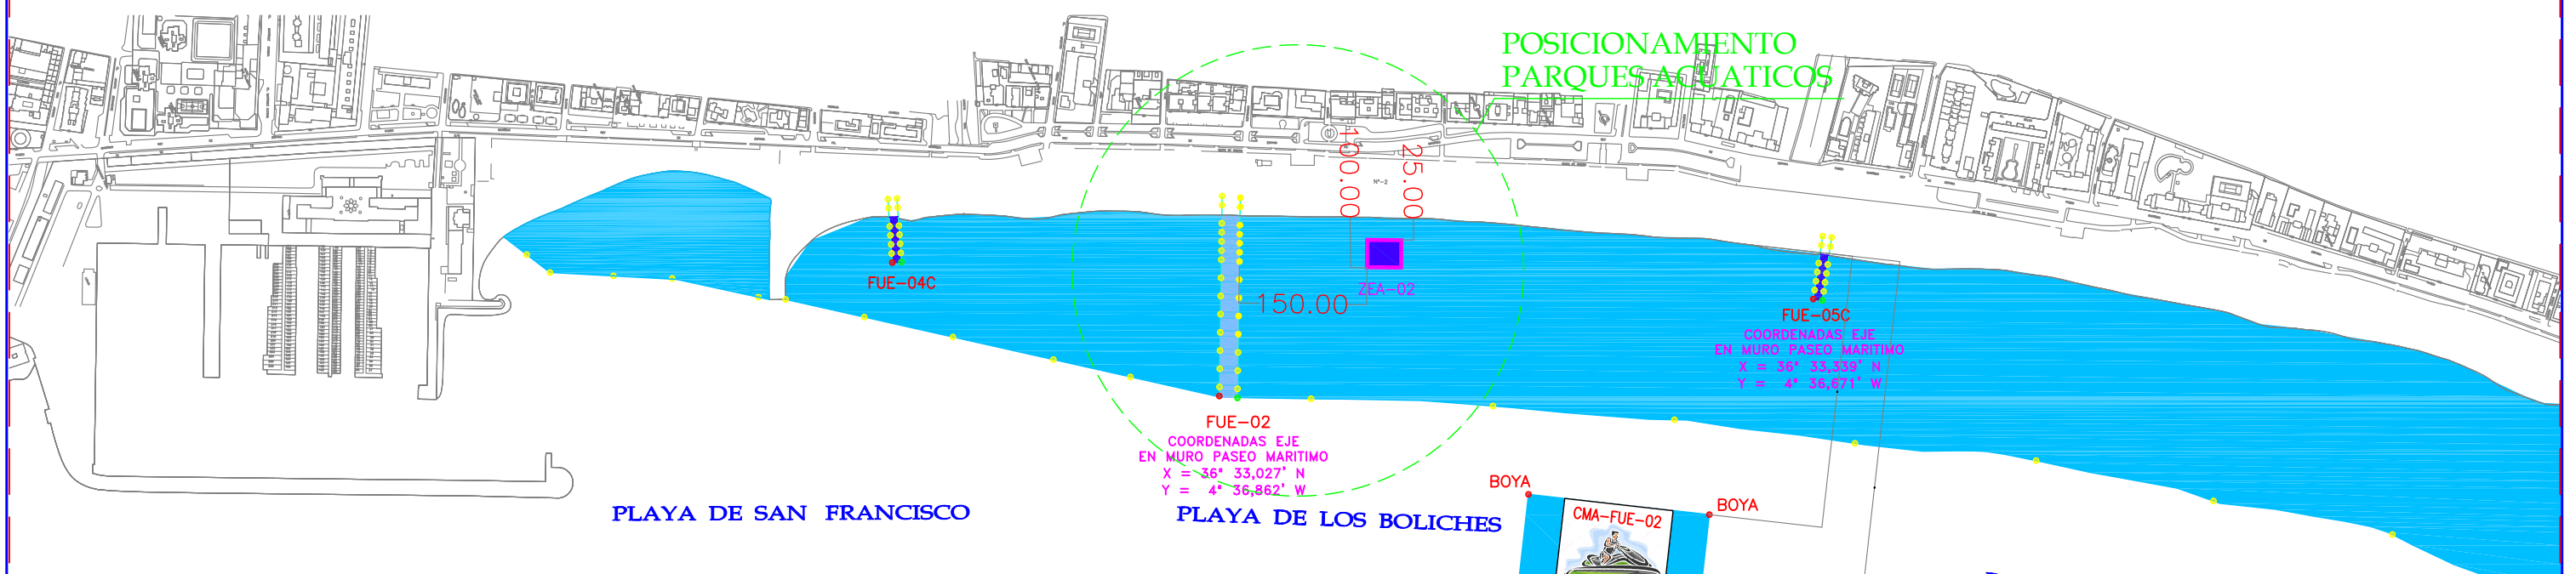 POSICIONAMIENTO
PARQUES ACUATICOS
100.00
25.00
Nº-2
FUE-04C
ZEA-02
150.00
FUE-05C
COORDENADAS EJE
EN MURO PASEO MARITIMO
X = 36° 33,339' N
Y = 4° 36,671' W
FUE-02
COORDENADAS EJE
EN MURO PASEO MARITIMO
X = 36° 33,027' N
Y = 4° 36,862' W
BOYA
BOYA
CMA-FUE-02
PLAYA DE SAN FRANCISCO
PLAYA DE LOS BOLICHES